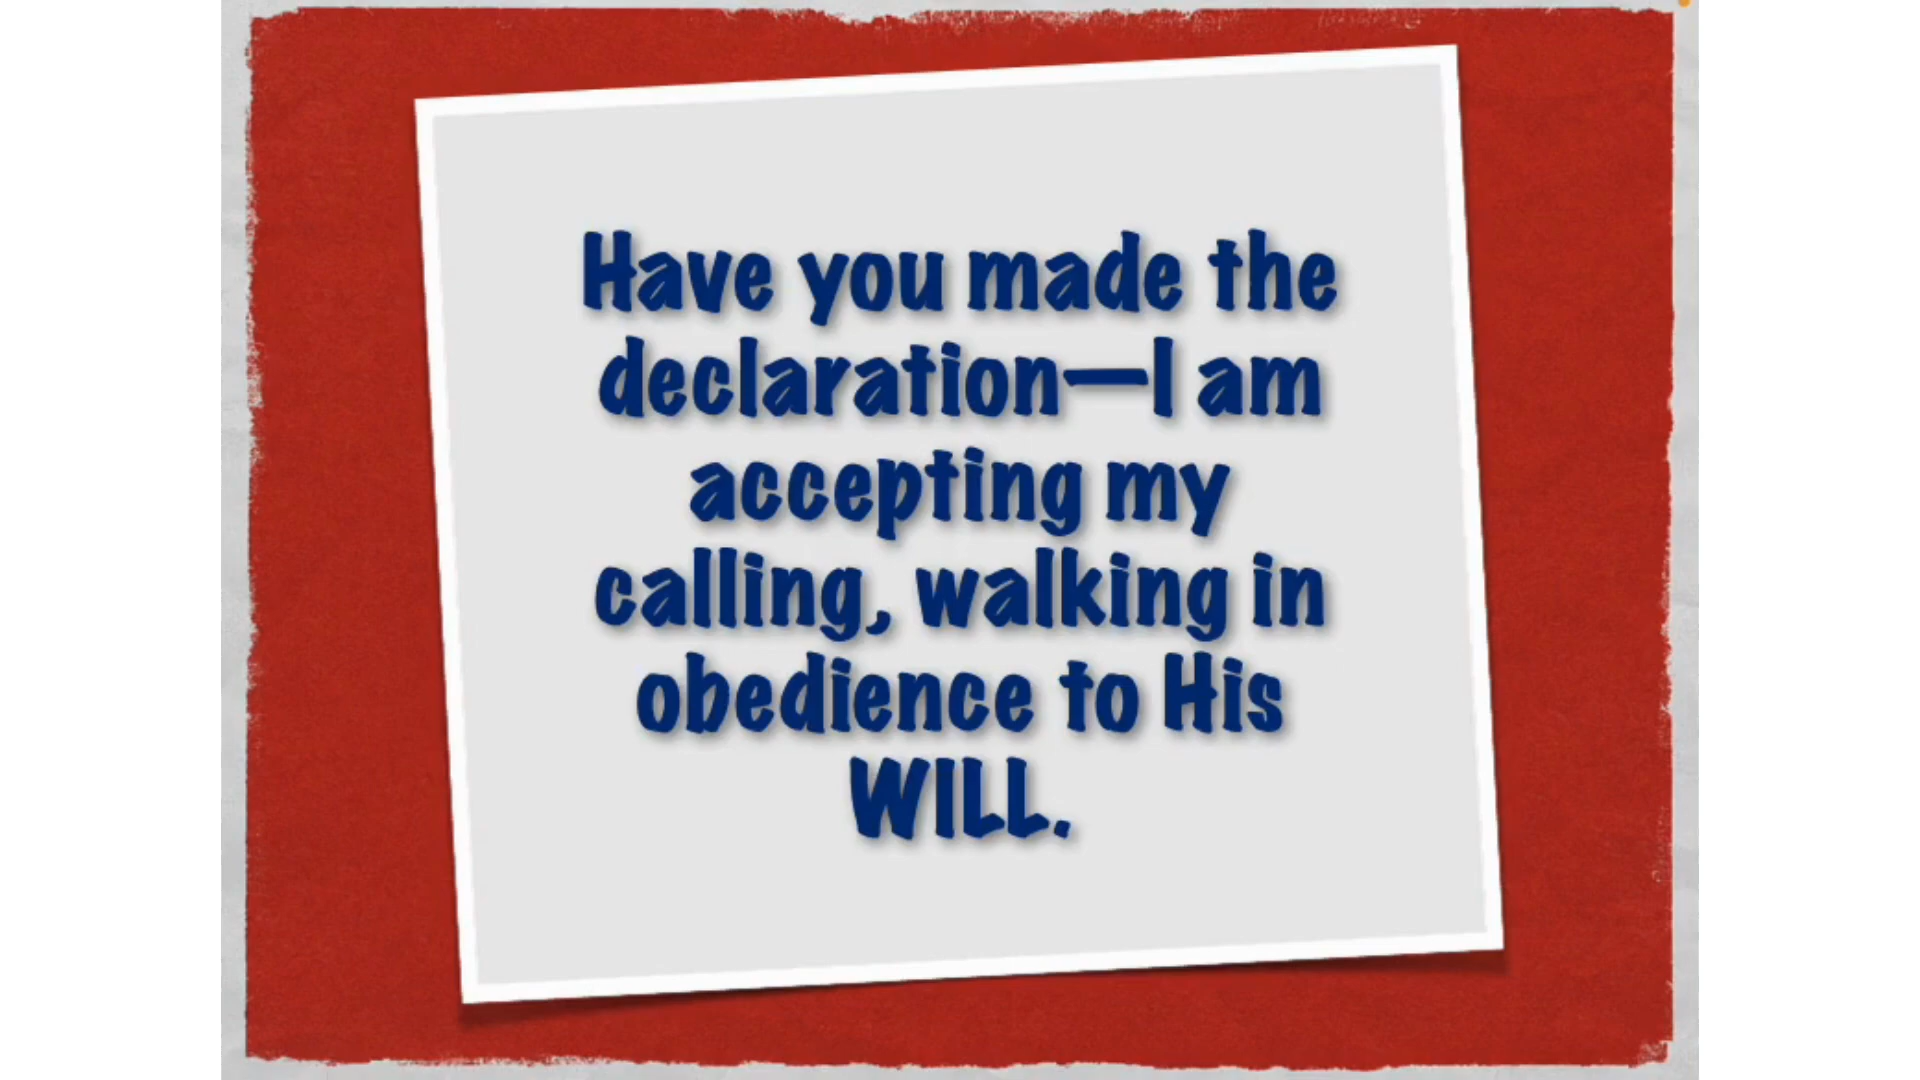 Have you made the
declaration—I am
accepting my
calling, walking in
obedience to His
WILL.